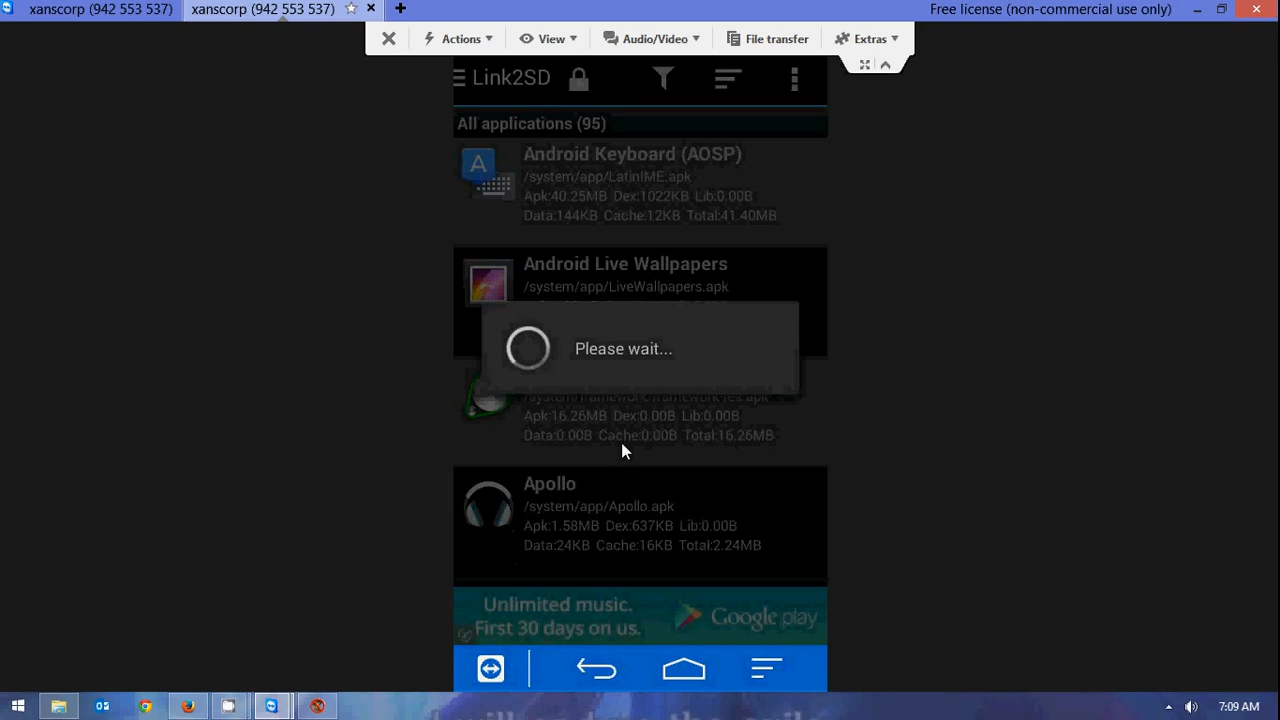 xanscorp (942 553 537)
xanscorp (942 553 537)
Free license (non-commercial use only)
Actions
View
Audio/Video
File transfer
Extras
Link2SD
All applications (95)
Android Keyboard (AOSP)
/system/app/LatinIME.apk
Apk:40.25MB Dex:1022KB Lib:0.00B
Data:144KB Cache:12KB Total:41.40MB
Android Live Wallpapers
/system/app/LiveWallpapers.apk
Please wait...
/system/framework/framework-res.apk
Apk:16.26MB Dex:0.00B Lib:0.00B
Data:0.00B Cache:0.00B Total:16.26MB
Apollo
/system/app/Apollo.apk
Apk:1.58MB Dex:637KB Lib:0.00B
Data:24KB Cache:16KB Total:2.24MB
Unlimited music.
First 30 days on us.
Google play
7:09 AM